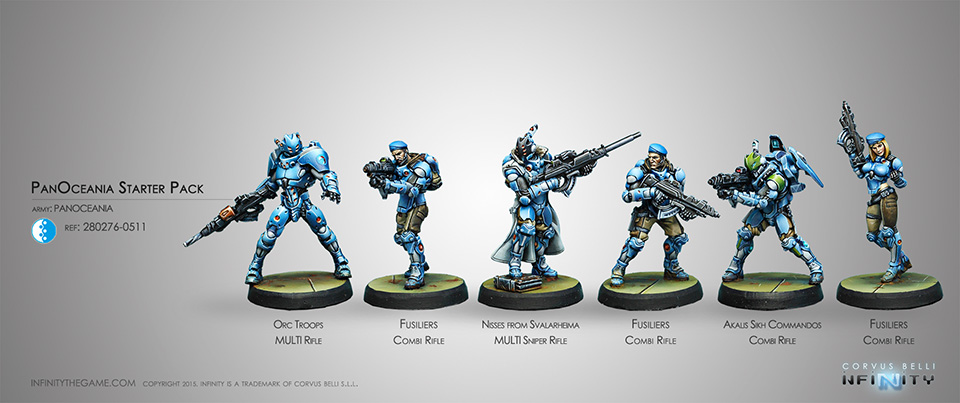 PanOceania Starter Pack
army: PANOCEANIA
ref: 280276-0511
Orc Troops
MULTI Rifle
Fusiliers
Combi Rifle
Nisses from Svalarheima
MULTI Sniper Rifle
Fusiliers
Combi Rifle
Akalis Sikh Commandos
Combi Rifle
Fusiliers
Combi Rifle
INFINITYTHEGAME.COM COPYRIGHT 2015. INFINITY IS A TRADEMARK OF CORVUS BELLI S.L.L.
CORVUS BELLI
INFINITY